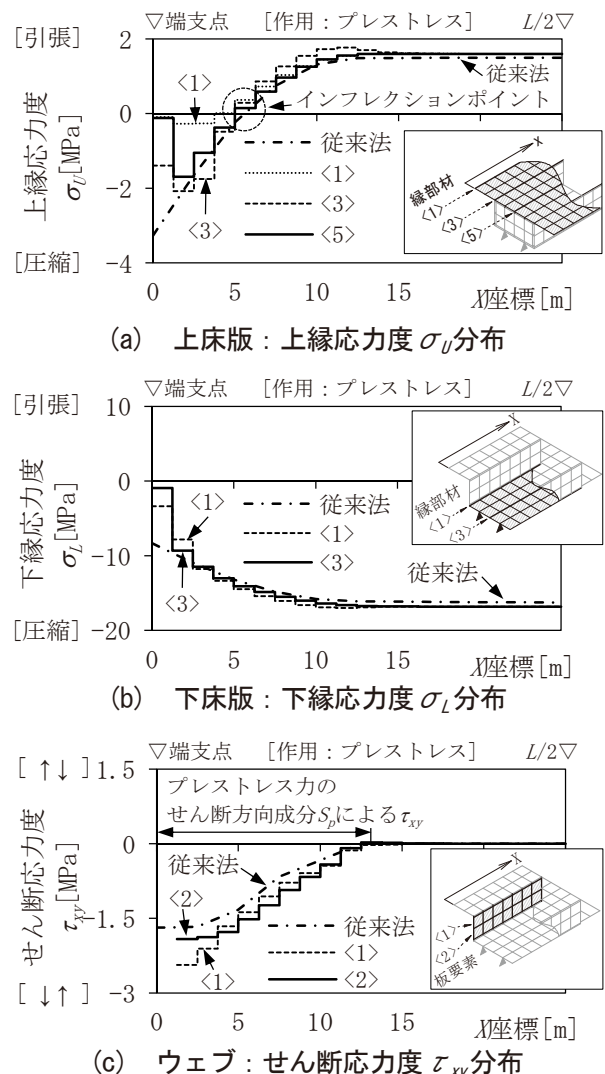 ▽端支点 [作用：プレストレス] L/2▽
[引張]
2
0
-2
-4
[圧縮]
上縁応力度
σU[MPa]
<1>
<3>
従来法
インフレクションポイント
従来法
<1>
<3>
<5>
X
縁部材
<1>
<3>
<5>
0 5 10 15 X座標[m]
(a) 上床版：上縁応力度σU分布
▽端支点 [作用：プレストレス] L/2▽
[引張]
10
0
-10
-20
[圧縮]
下縁応力度
σL[MPa]
<1>
<3>
従来法
<1>
<3>
従来法
X
縁部材
<1>
<3>
0 5 10 15 X座標[m]
(b) 下床版：下縁応力度σL分布
▽端支点 [作用：プレストレス] L/2▽
[ ↑↓ ]
1.5
0
-1.5
-3
[ ↓↑ ]
せん断応力度
τxy[MPa]
プレストレス力の
せん断方向成分Spによるτxy
従来法
<2>
<1>
従来法
<1>
<2>
X
<1>
<2>
板要素
0 5 10 15 X座標[m]
(c) ウェブ：せん断応力度τxy分布